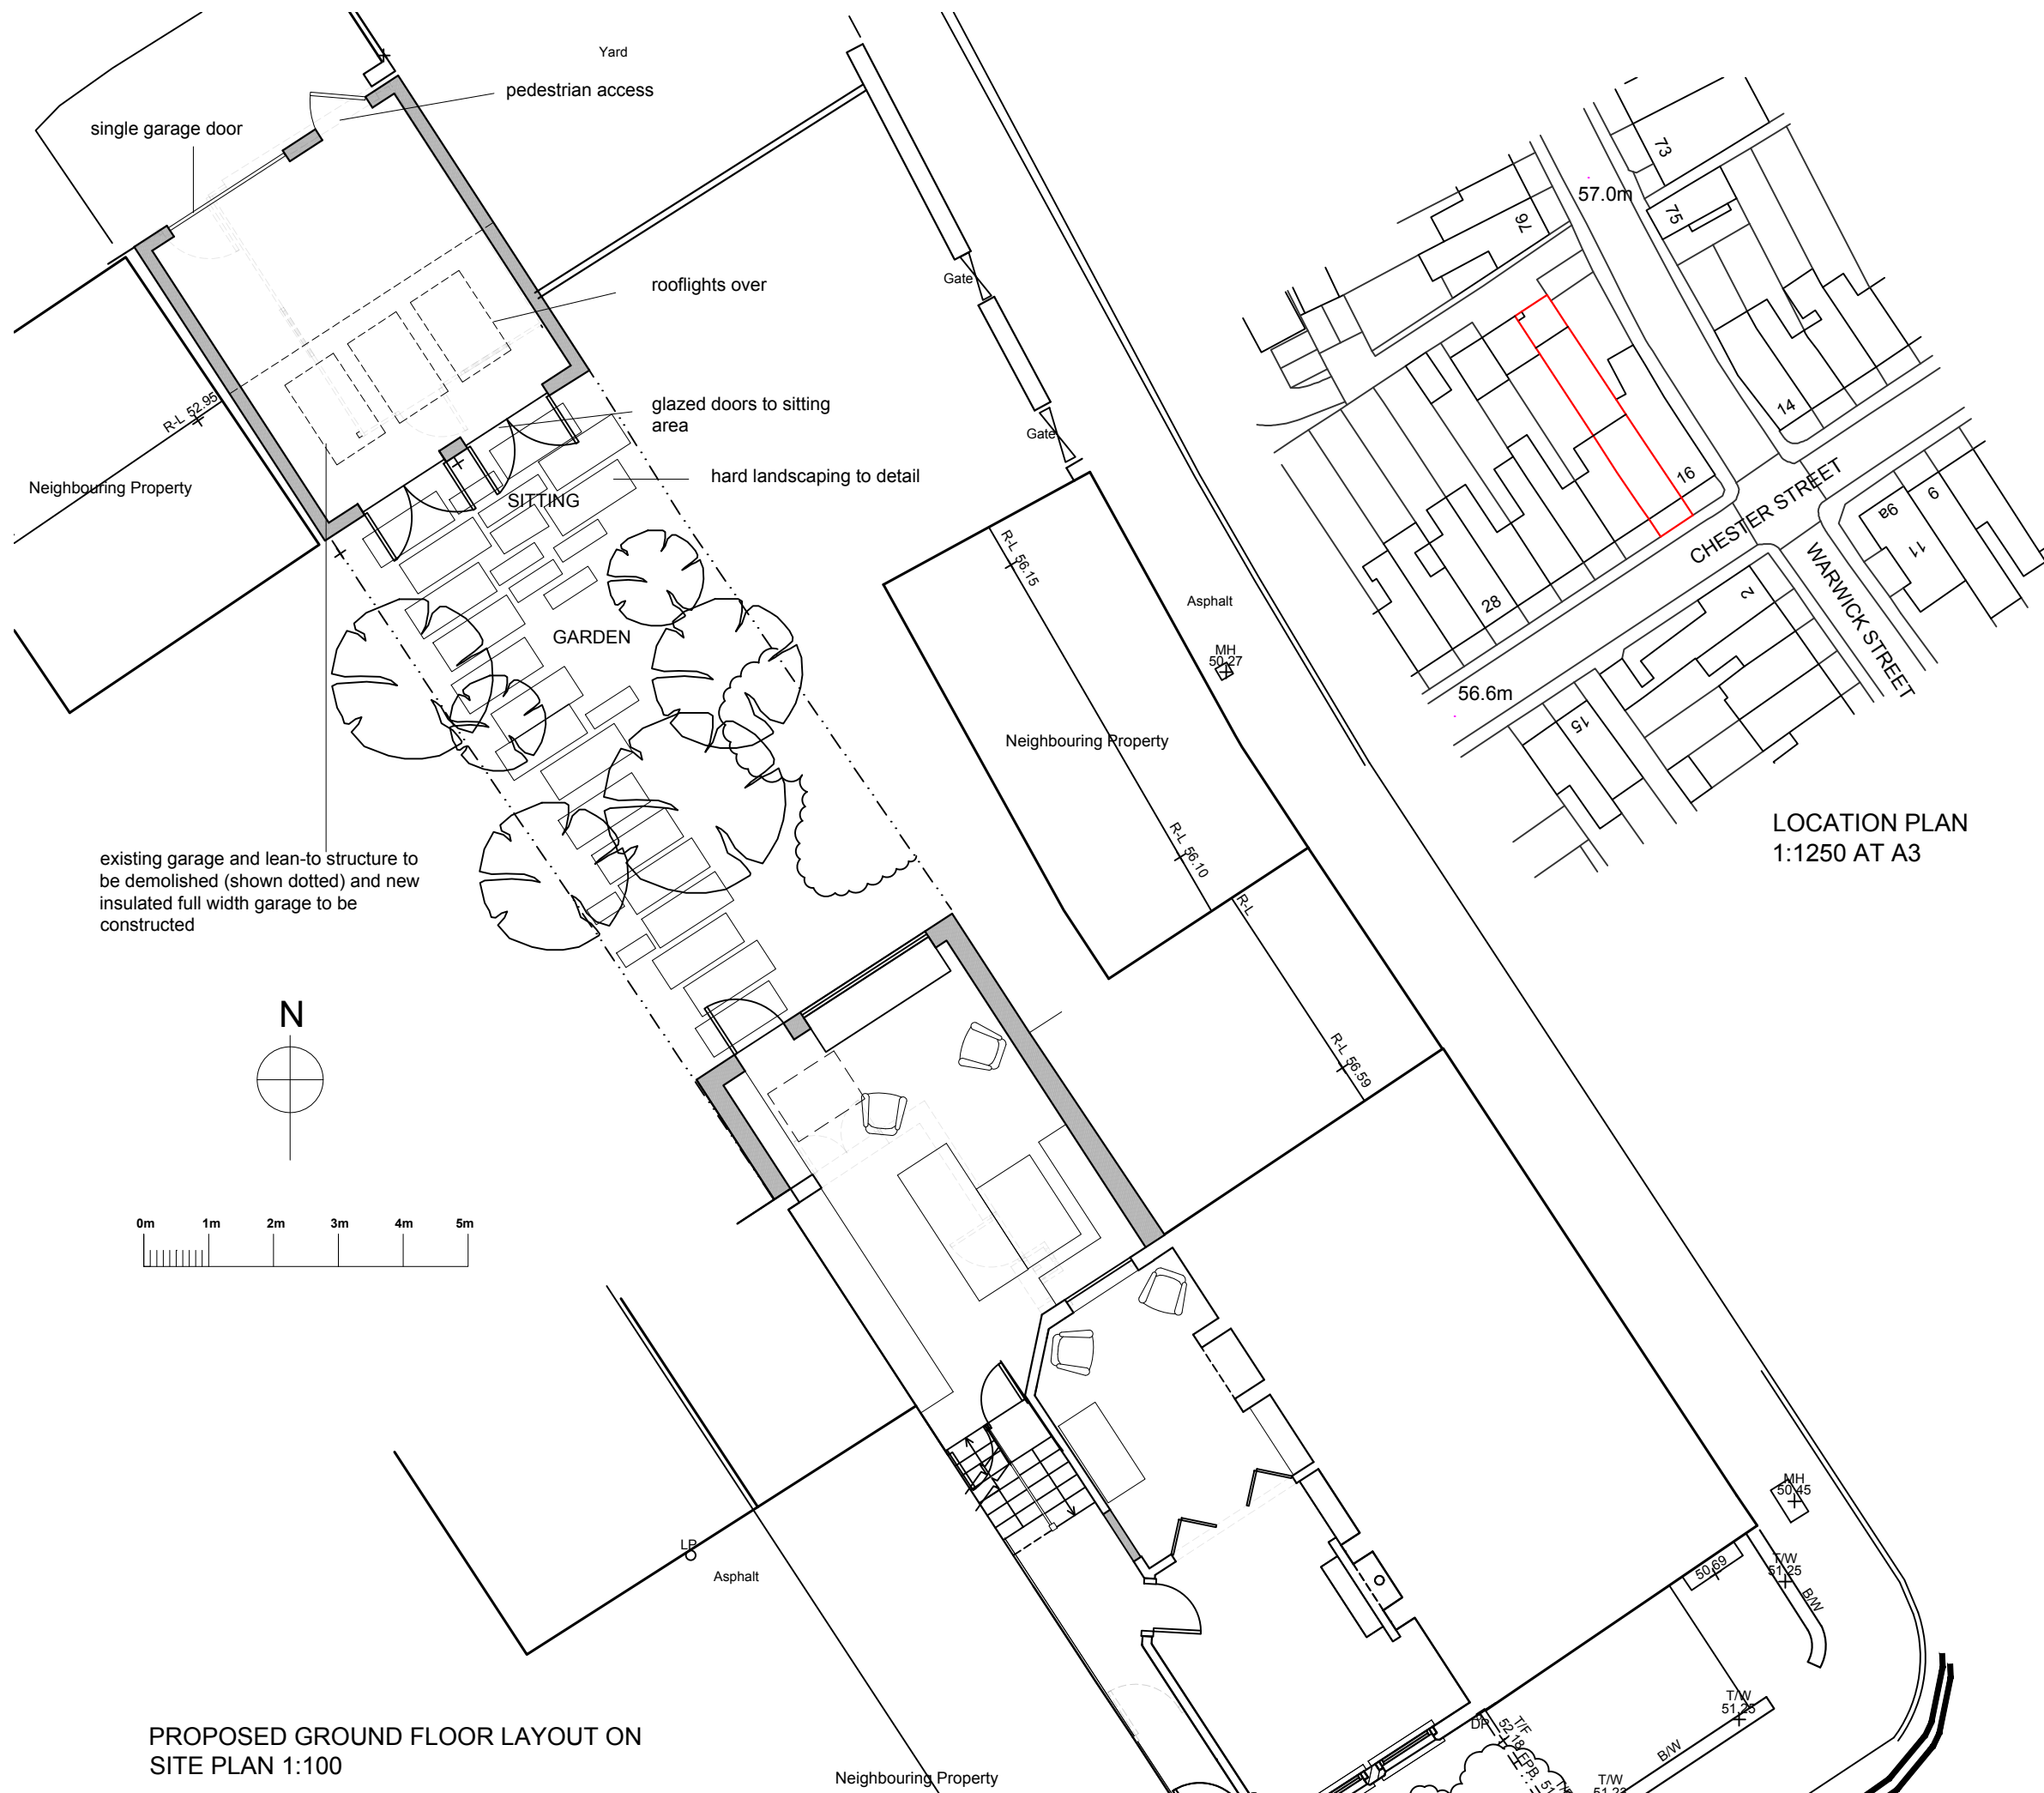 Yard
pedestrian access
single garage door
73
57.0m
76
75
rooflights over
Gate
R-L 52.95
glazed doors to sitting
area
Gate
14
hard landscaping to detail
Neighbouring Property
SITTING
16
CHESTER STREET
9a
9
11
R-L 56.15
WARWICK STREET
Asphalt
28
2
GARDEN
MH
50.27
56.6m
15
Neighbouring Property
LOCATION PLAN
1:1250 AT A3
R-L 56.10
existing garage and lean-to structure to
be demolished (shown dotted) and new
insulated full width garage to be
constructed
R-L
N
R-L 56.59
0m 1m 2m 3m 4m 5m
MH
50.45
LP
Asphalt
50.69
T/W
51.25
B/W
T/W
51.25
DP
T/F
52.18
EPB
B/W
PROPOSED GROUND FLOOR LAYOUT ON
SITE PLAN 1:100
Neighbouring Property
T/W